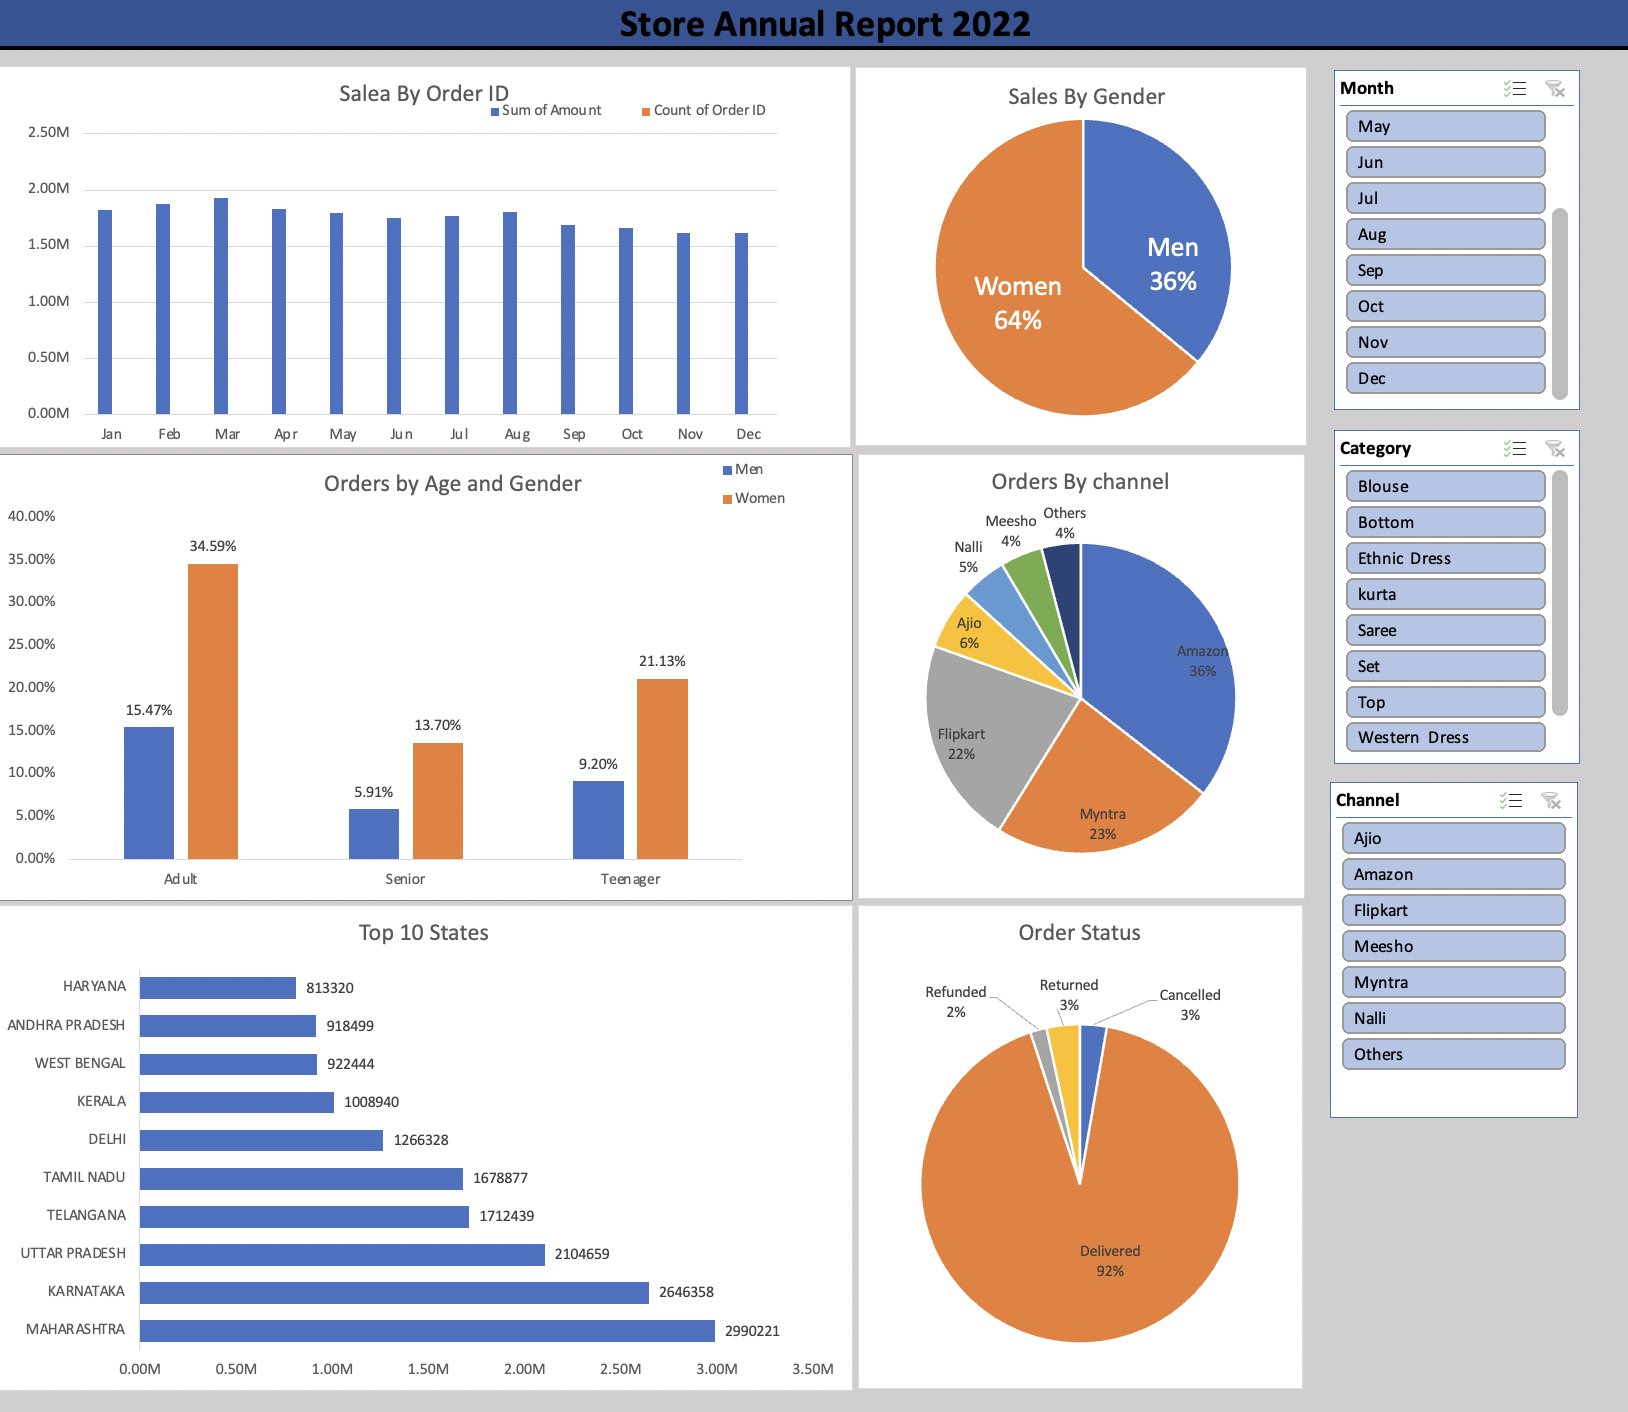 Store Annual Report 2022
Salea By Order ID
Sum of Amount
Count of Order ID
2.50M
2.00M
1.50M
1.00M
0.50M
0.00M
Jan Feb Mar Apr May Jun Jul Aug Sep Oct Nov Dec
Sales By Gender
Men
36%
Women
64%
Month
May
Jun
Jul
Aug
Sep
Oct
Nov
Dec
Orders by Age and Gender
Men
Women
40.00%
35.00%
30.00%
25.00%
20.00%
15.00%
10.00%
5.00%
0.00%
15.47%
34.59%
5.91%
13.70%
9.20%
21.13%
Adult Senior Teenager
Orders By channel
Others
4%
Meesho
4%
Nalli
5%
Ajio
6%
Amazon
36%
Flipkart
22%
Myntra
23%
Category
Blouse
Bottom
Ethnic Dress
kurta
Saree
Set
Top
Western Dress
Top 10 States
HARYANA 813320
ANDHRA PRADESH 918499
WEST BENGAL 922444
KERALA 1008940
DELHI 1266328
TAMIL NADU 1678877
TELANGANA 1712439
UTTAR PRADESH 2104659
KARNATAKA 2646358
MAHARASHTRA 2990221
0.00M 0.50M 1.00M 1.50M 2.00M 2.50M 3.00M 3.50M
Order Status
Refunded
2%
Returned
3%
Cancelled
3%
Delivered
92%
Channel
Ajio
Amazon
Flipkart
Meesho
Myntra
Nalli
Others